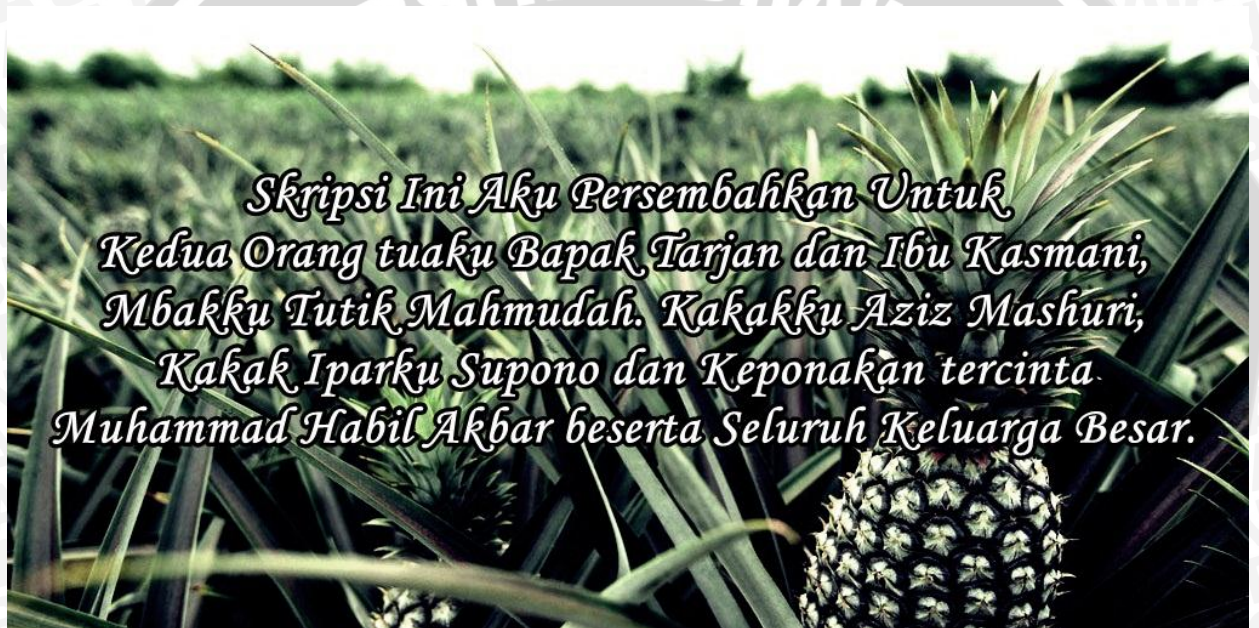 Skripsi Ini Aku Persembahkan Untuk
Kedua Orang tuaku Bapak Tarjan dan Ibu Kasmani,
Mbakku Tutik Mahmudah. Kakakku Aziz Mashuri,
Kakak Iparku Supono dan Keponakan tercinta
Muhammad Habil Akbar beserta Seluruh Keluarga Besar.